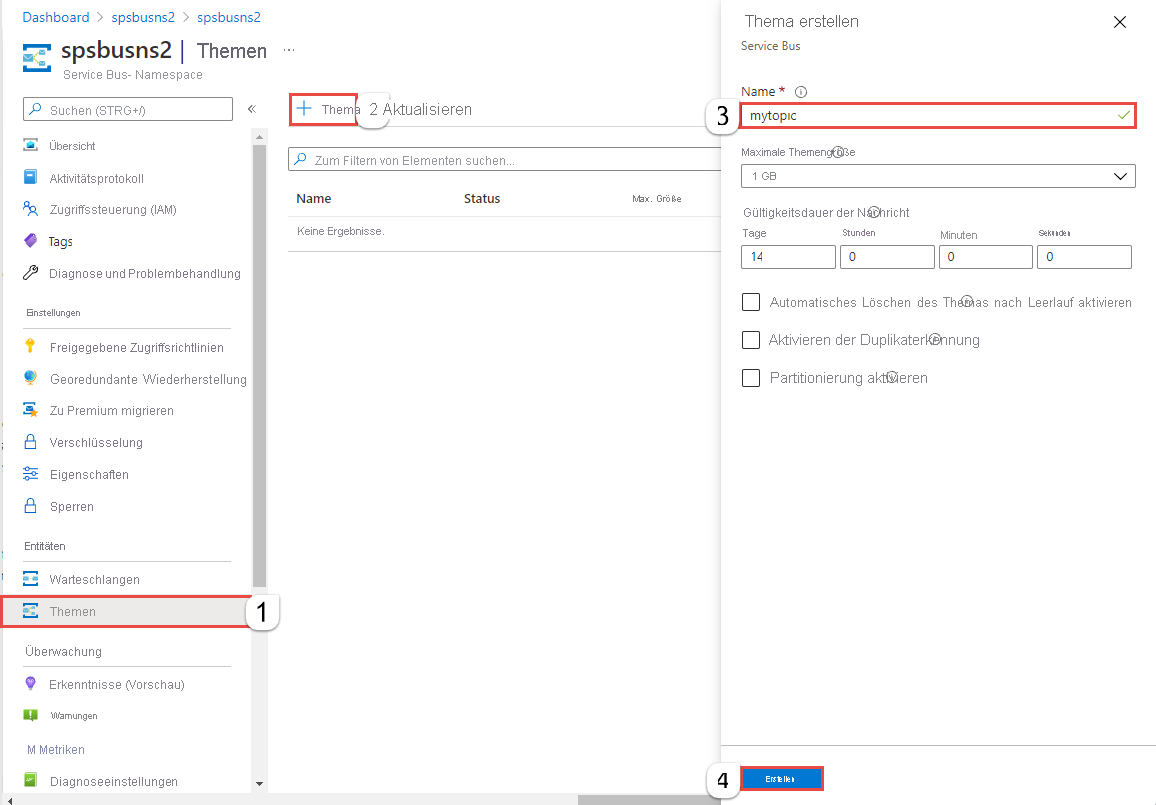 Dashboard > spsbusns2 > spsbusns2
spsbusns2 | Themen ...
Service Bus- Namespace
Suchen (STRG+/)
«
Übersicht
Aktivitätsprotokoll
Zugriffssteuerung (IAM)
Tags
Diagnose und Problembehandlung
Einstellungen
Freigegebene Zugriffsrichtlinien
Georedundante Wiederherstellung
Zu Premium migrieren
Verschlüsselung
Eigenschaften
Sperren
Entitäten
Warteschlangen
Themen
1
Überwachung
Erkenntnisse (Vorschau)
Warnungen
M Metriken
Diagnoseeinstellungen
+ Thema 2 Aktualisieren
Zum Filtern von Elementen suchen...
Name Status Max. Größe
Keine Ergebnisse.
Thema erstellen
Service Bus
Name *
3 mytopic
Maximale Themengröße
1 GB
Gültigkeitsdauer der Nachricht
Tage Stunden Minuten Sekunden
14 0 0 0
Automatisches Löschen des Themas nach Leerlauf aktivieren
Aktivieren der Duplikaterkennung
Partitionierung aktivieren
4 Erstellen